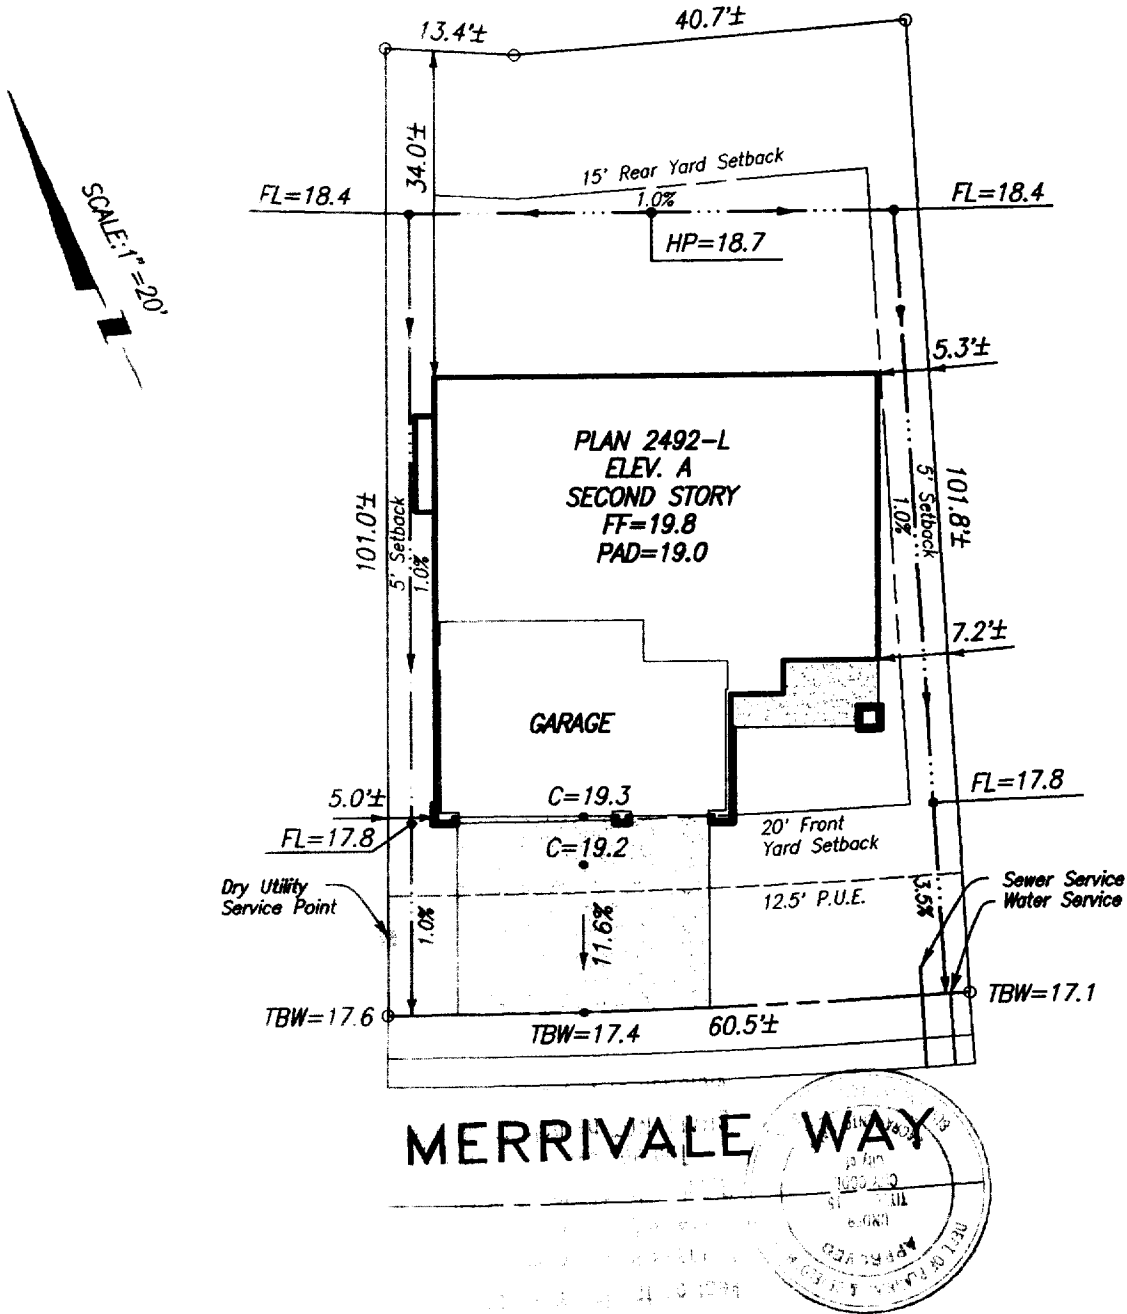 13.4'±
40.7'±
34.0'±
SCALE: 1"=20'
15' Rear Yard Setback
1.0%
FL=18.4
FL=18.4
HP=18.7
5.3'±
PLAN 2492-L
ELEV. A
SECOND STORY
FF=19.8
PAD=19.0
101.0'±
5' Setback
1.0%
101.8'±
5' Setback
1.0%
7.2'±
GARAGE
5.0'±
C=19.3
FL=17.8
FL=17.8
C=19.2
20' Front
Yard Setback
Dry Utility
Service Point
12.5' P.U.E.
3.5%
Sewer Service
Water Service
1.0%
11.6%
TBW=17.6
TBW=17.4
60.5'±
TBW=17.1
MERRIVALE WAY
APPROVED
UNDER